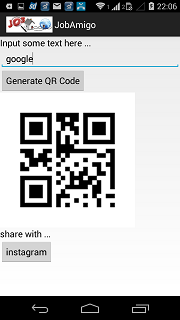 22:06
JobAmigo
Input some text here ...
google
Generate QR Code
share with ...
instagram